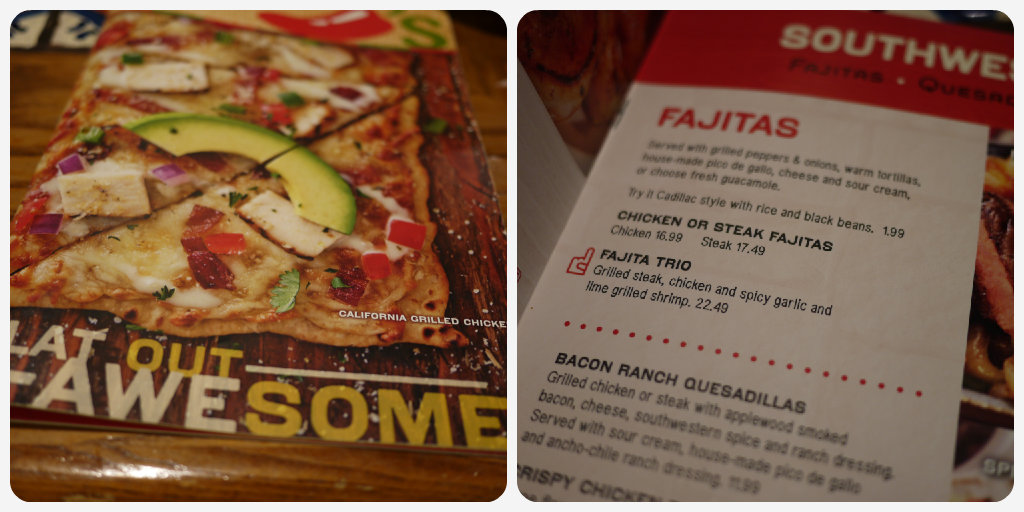 'S
CALIFORNIA GRILLED CHICKE
LAT OUT
AWESOME
SOUTHWES
FAJITAS • QUESAD
FAJITAS
Served with grilled peppers & onions, warm tortillas,
house-made pico de gallo, cheese and sour cream,
or choose fresh guacamole.
Try it Cadillac style with rice and black beans. 1.99
CHICKEN OR STEAK FAJITAS
Chicken 16.99 Steak 17.49
FAJITA TRIO
Grilled steak, chicken and spicy garlic and
lime grilled shrimp. 22.49
BACON RANCH QUESADILLAS
Grilled chicken or steak with applewood smoked
bacon, cheese, southwestern spice and ranch dressing.
Served with sour cream, house-made pico de gallo
and ancho-chile ranch dressing. 11.99
CRISPY CHICKEN
SPI